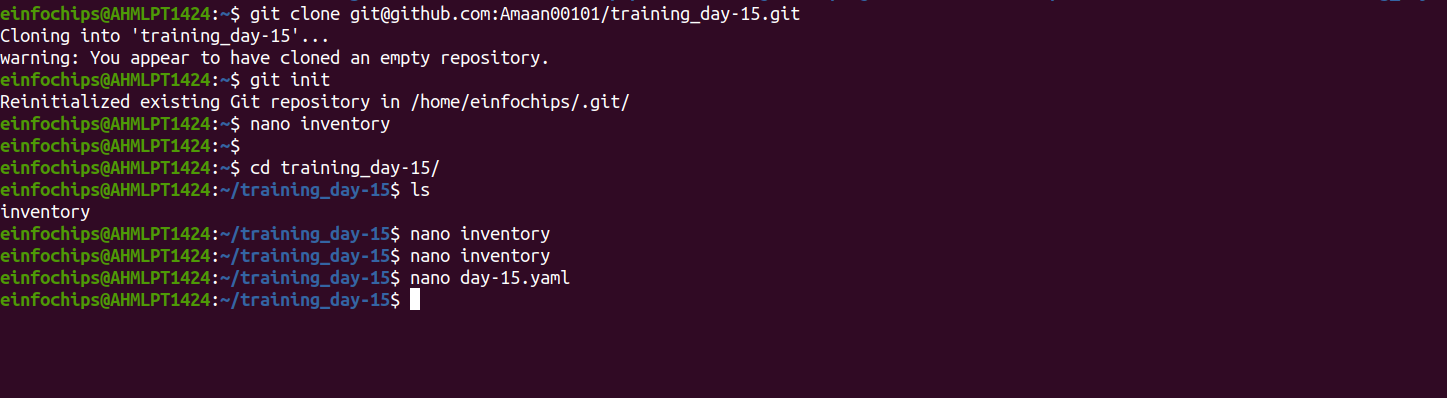 einfochips@AHMLPT1424:~$ git clone git@github.com:Amaan00101/training_day-15.git
Cloning into 'training_day-15'...
warning: You appear to have cloned an empty repository.
einfochips@AHMLPT1424:~$ git init
Reinitialized existing Git repository in /home/einfochips/.git/
einfochips@AHMLPT1424:~$ nano inventory
einfochips@AHMLPT1424:~$
einfochips@AHMLPT1424:~$ cd training_day-15/
einfochips@AHMLPT1424:~/training_day-15$ ls
inventory
einfochips@AHMLPT1424:~/training_day-15$ nano inventory
einfochips@AHMLPT1424:~/training_day-15$ nano inventory
einfochips@AHMLPT1424:~/training_day-15$ nano day-15.yaml
einfochips@AHMLPT1424:~/training_day-15$